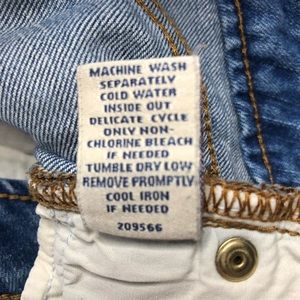 MACHINE WASH
SEPARATELY
COLD WATER
INSIDE OUT
DELICATE CYCLE
ONLY NON-
CHLORINE BLEACH
IF NEEDED
TUMBLE DRY LOW
REMOVE PROMPTLY
COOL IRON
IF NEEDED
209566